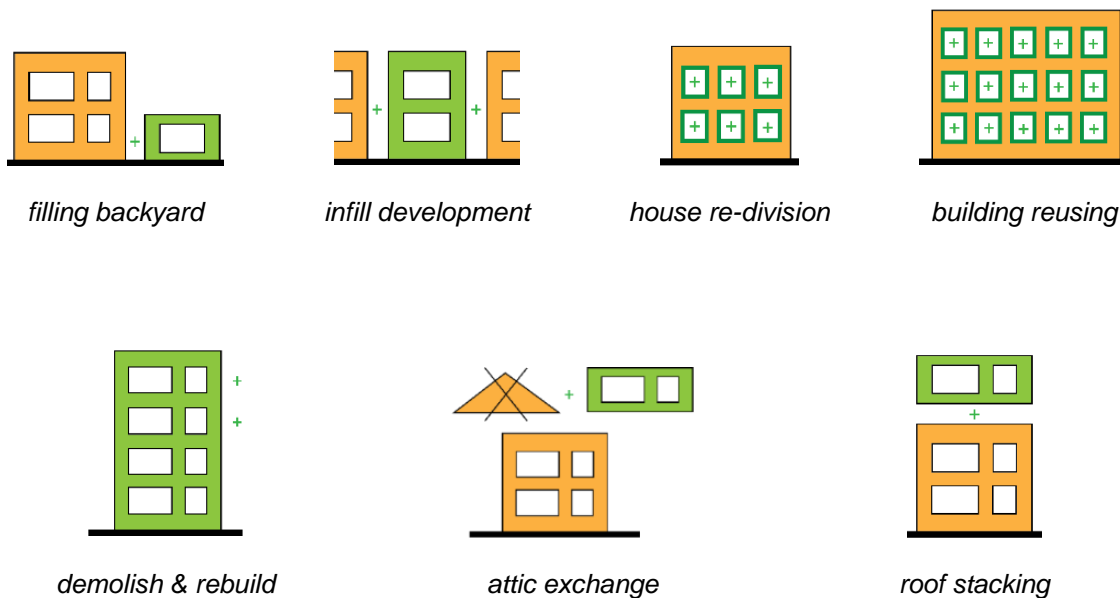 filling backyard
infill development
house re-division
building reusing
demolish & rebuild
attic exchange
roof stacking